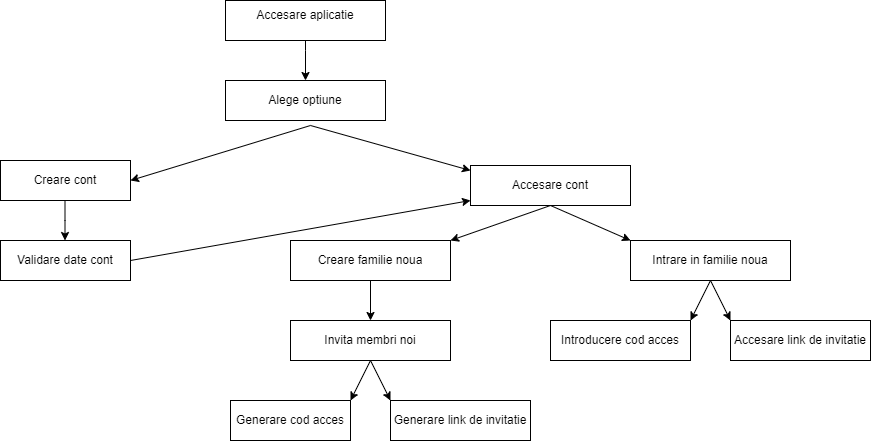 Accesare aplicatie
Alege optiune
Creare cont
Accesare cont
Validare date cont
Creare familie noua
Intrare in familie noua
Invita membri noi
Introducere cod acces
Accesare link de invitatie
Generare cod acces
Generare link de invitatie